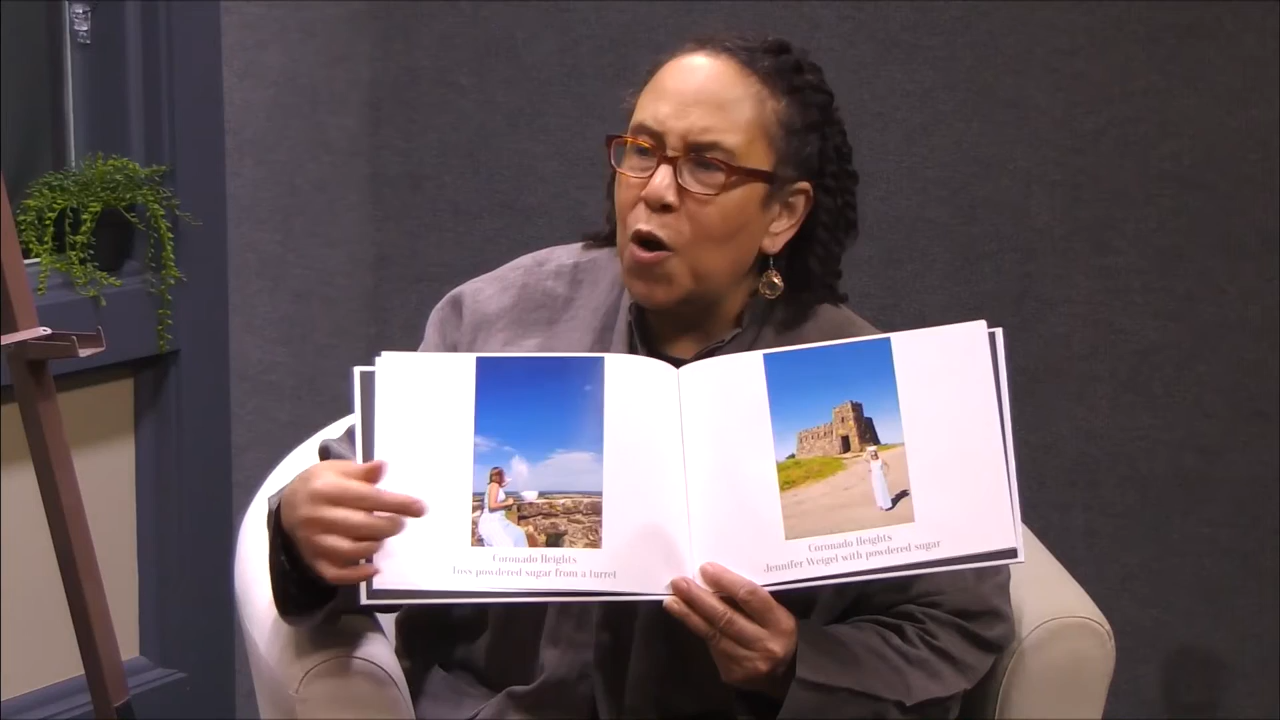 Coronado Heights
Toss powdered sugar from a turret
Coronado Heights
Jennifer Weigel with powdered sugar